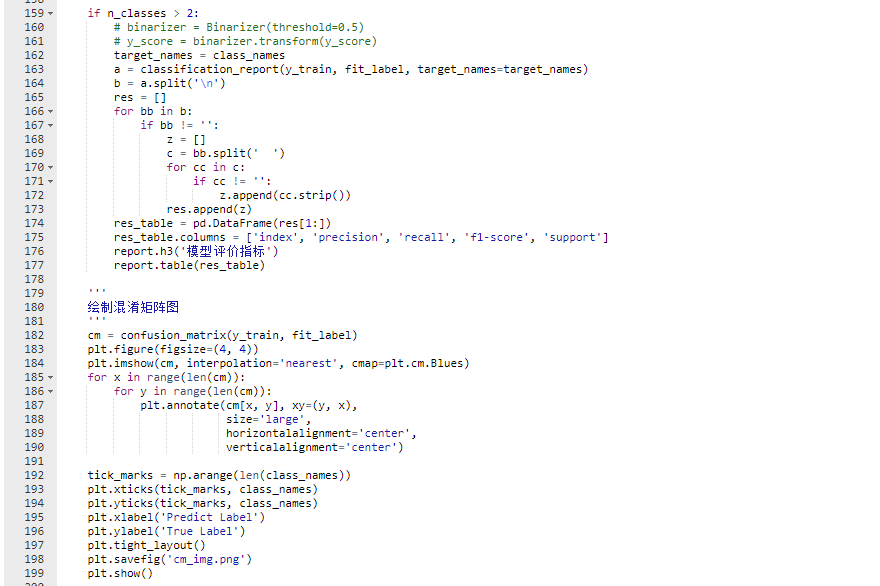 159 if n_classes > 2:
160 # binarizer = Binarizer(threshold=0.5)
161 # y_score = binarizer.transform(y_score)
162 target_names = class_names
163 a = classification_report(y_train, fit_label, target_names=target_names)
164 b = a.split('\n')
165 res = []
166 for bb in b:
167 if bb != '':
168 z = []
169 c = bb.split('  ')
170 for cc in c:
171 if cc != '':
172 z.append(cc.strip())
173 res.append(z)
174 res_table = pd.DataFrame(res[1:])
175 res_table.columns = ['index', 'precision', 'recall', 'f1-score', 'support']
176 report.h3('模型评价指标')
177 report.table(res_table)
178
179 '''
180 绘制混淆矩阵图
181 '''
182 cm = confusion_matrix(y_train, fit_label)
183 plt.figure(figsize=(4, 4))
184 plt.imshow(cm, interpolation='nearest', cmap=plt.cm.Blues)
185 for x in range(len(cm)):
186 for y in range(len(cm)):
187 plt.annotate(cm[x, y], xy=(y, x),
188 size='large',
189 horizontalalignment='center',
190 verticalalignment='center')
191
192 tick_marks = np.arange(len(class_names))
193 plt.xticks(tick_marks, class_names)
194 plt.yticks(tick_marks, class_names)
195 plt.xlabel('Predict Label')
196 plt.ylabel('True Label')
197 plt.tight_layout()
198 plt.savefig('cm_img.png')
199 plt.show()